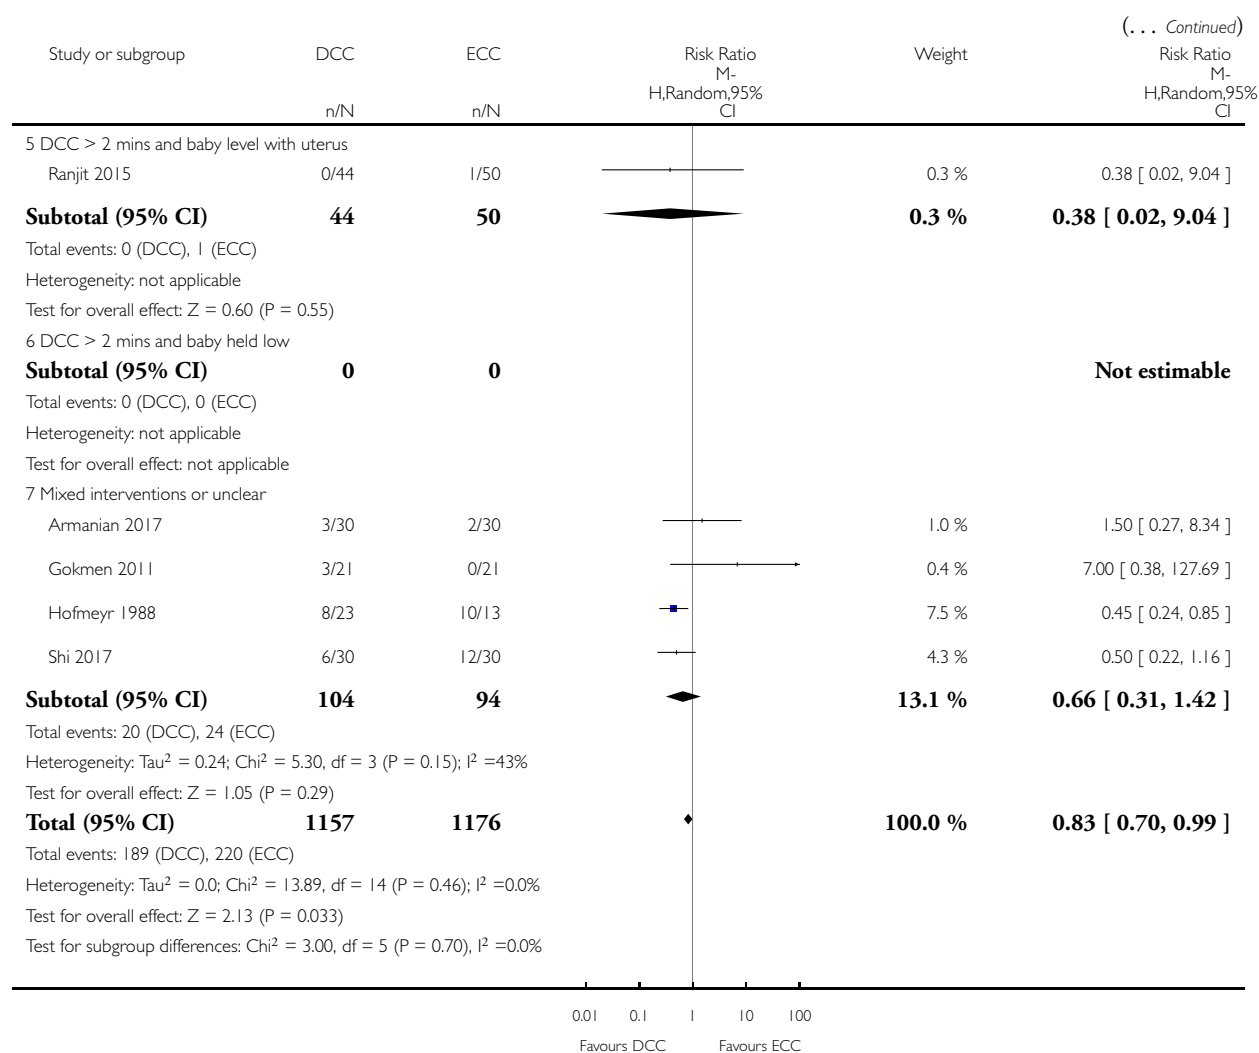 (... Continued)
Study or subgroup DCC ECC Risk Ratio Weight Risk Ratio
M- M-
H,Random,95% H,Random,95%
n/N n/N CI CI
5 DCC > 2 mins and baby level with uterus
Ranjit 2015 0/44 1/50 0.3 % 0.38 [ 0.02, 9.04 ]
Subtotal (95% CI) 44 50 0.3 % 0.38 [ 0.02, 9.04 ]
Total events: 0 (DCC), 1 (ECC)
Heterogeneity: not applicable
Test for overall effect: Z = 0.60 (P = 0.55)
6 DCC > 2 mins and baby held low
Subtotal (95% CI) 0 0 Not estimable
Total events: 0 (DCC), 0 (ECC)
Heterogeneity: not applicable
Test for overall effect: not applicable
7 Mixed interventions or unclear
Armanian 2017 3/30 2/30 1.0 % 1.50 [ 0.27, 8.34 ]
Gokmen 2011 3/21 0/21 0.4 % 7.00 [ 0.38, 127.69 ]
Hofmeyr 1988 8/23 10/13 7.5 % 0.45 [ 0.24, 0.85 ]
Shi 2017 6/30 12/30 4.3 % 0.50 [ 0.22, 1.16 ]
Subtotal (95% CI) 104 94 13.1 % 0.66 [ 0.31, 1.42 ]
Total events: 20 (DCC), 24 (ECC)
Heterogeneity: Tau² = 0.24; Chi² = 5.30, df = 3 (P = 0.15); I² =43%
Test for overall effect: Z = 1.05 (P = 0.29)
Total (95% CI) 1157 1176 100.0 % 0.83 [ 0.70, 0.99 ]
Total events: 189 (DCC), 220 (ECC)
Heterogeneity: Tau² = 0.0; Chi² = 13.89, df = 14 (P = 0.46); I² =0.0%
Test for overall effect: Z = 2.13 (P = 0.033)
Test for subgroup differences: Chi² = 3.00, df = 5 (P = 0.70), I² =0.0%
0.01 0.1 1 10 100
Favours DCC Favours ECC